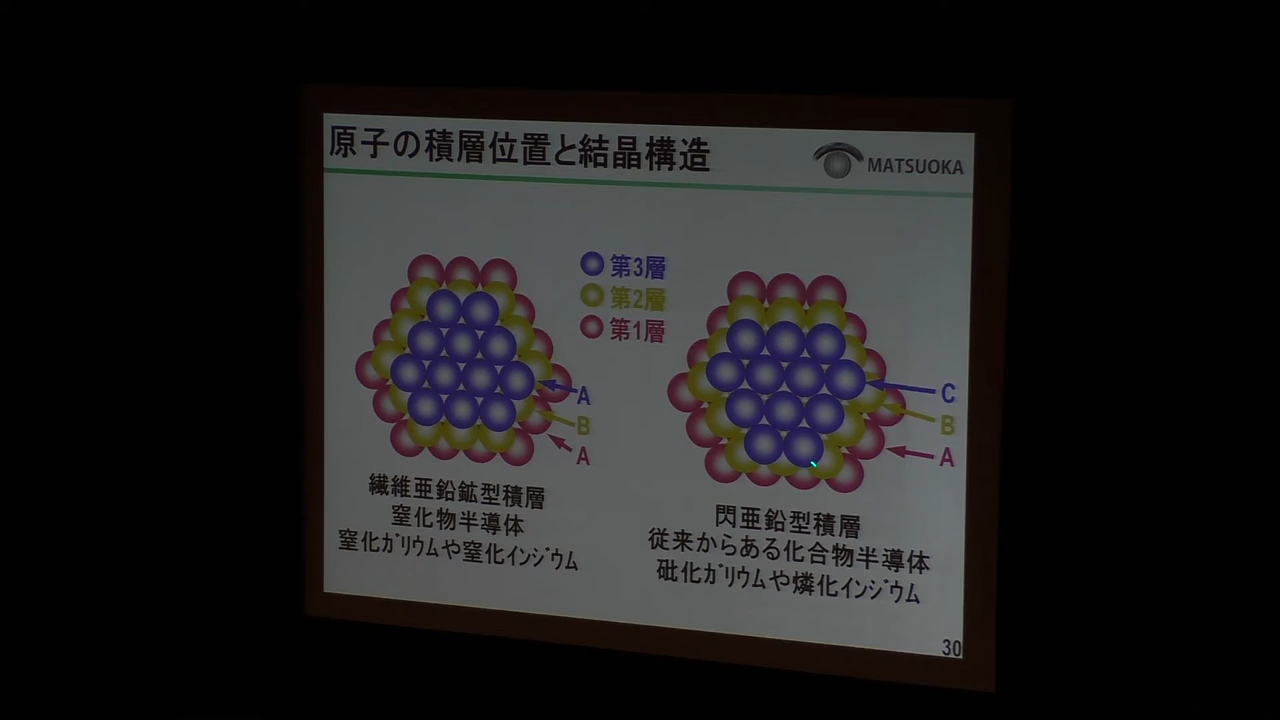 原子の積層位置と結晶構造
MATSUOKA
第3層
第2層
第1層
A
B
A
C
B
A
繊維亜鉛鉱型積層
窒化物半導体
窒化ガリウムや窒化インジウム
閃亜鉛型積層
従来からある化合物半導体
砒化ガリウムや燐化インジウム
30